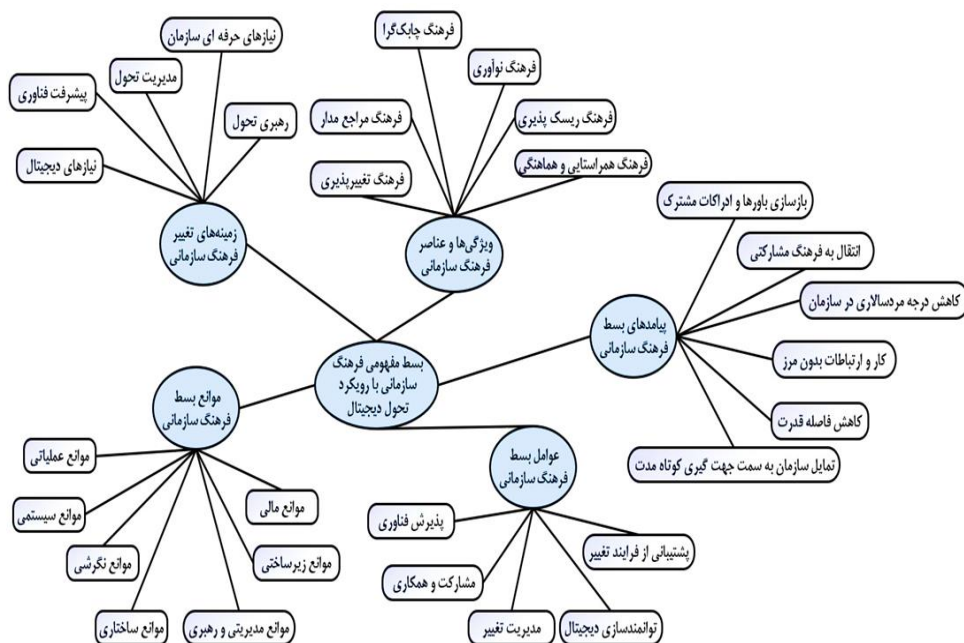 نیازهای حرفه ای سازمان
مدیریت تحول
پیشرفت فناوری
رهبری تحول
نیازهای دیجیتال
زمینه‌های تغییر
فرهنگ سازمانی
فرهنگ چابک‌گرا
فرهنگ نوآوری
فرهنگ مراجع مدار
فرهنگ ریسک پذیری
فرهنگ همراستایی و هماهنگی
فرهنگ تغییرپذیری
ویژگی‌ها و عناصر
فرهنگ سازمانی
بازسازی باورها و ادراکات مشترک
انتقال به فرهنگ مشارکتی
کاهش درجه مردسالاری در سازمان
کار و ارتباطات بدون مرز
کاهش فاصله قدرت
تمایل سازمان به سمت جهت گیری کوتاه مدت
پیامدهای بسط
فرهنگ سازمانی
بسط مفهومی فرهنگ
سازمانی با رویکرد
تحول دیجیتال
موانع بسط
فرهنگ سازمانی
موانع عملیاتی
موانع سیستمی
موانع نگرشی
موانع ساختاری
موانع مدیریتی و رهبری
موانع زیرساختی
موانع مالی
عوامل بسط
فرهنگ سازمانی
پذیرش فناوری
مشارکت و همکاری
مدیریت تغییر
توانمندسازی دیجیتال
پشتیبانی از فرایند تغییر